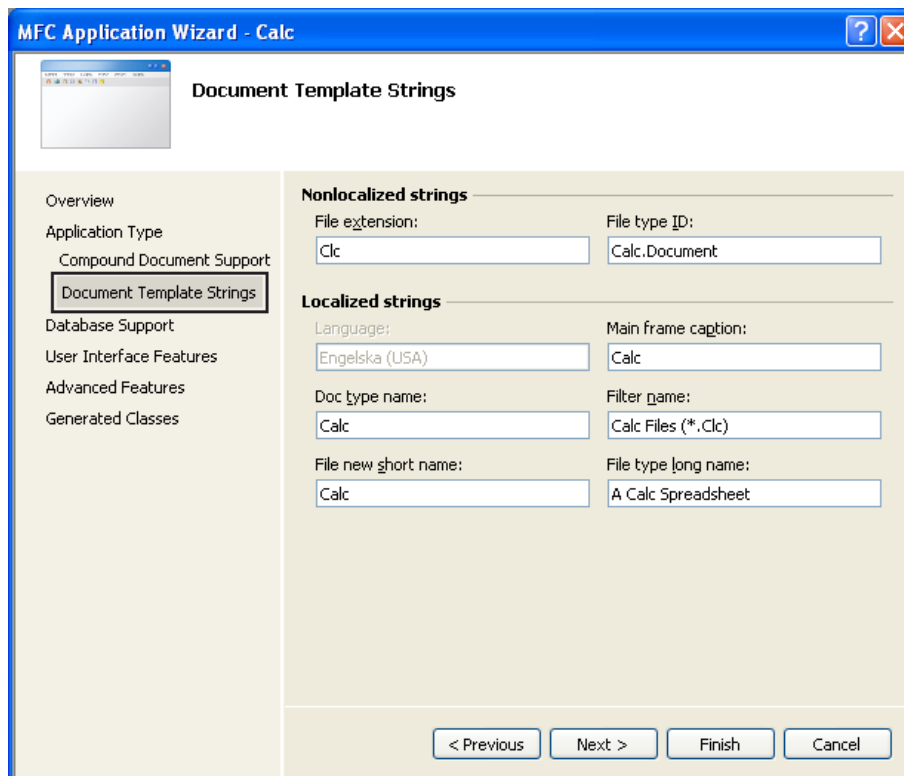 MFC Application Wizard - Calc
Document Template Strings
Overview
Application Type
Compound Document Support
Document Template Strings
Database Support
User Interface Features
Advanced Features
Generated Classes
Nonlocalized strings
File extension:
File type ID:
Clc
Calc.Document
Localized strings
Language:
Main frame caption:
Engelska (USA)
Calc
Doc type name:
Filter name:
Calc
Calc Files (*.Clc)
File new short name:
File type long name:
Calc
A Calc Spreadsheet
< Previous
Next >
Finish
Cancel